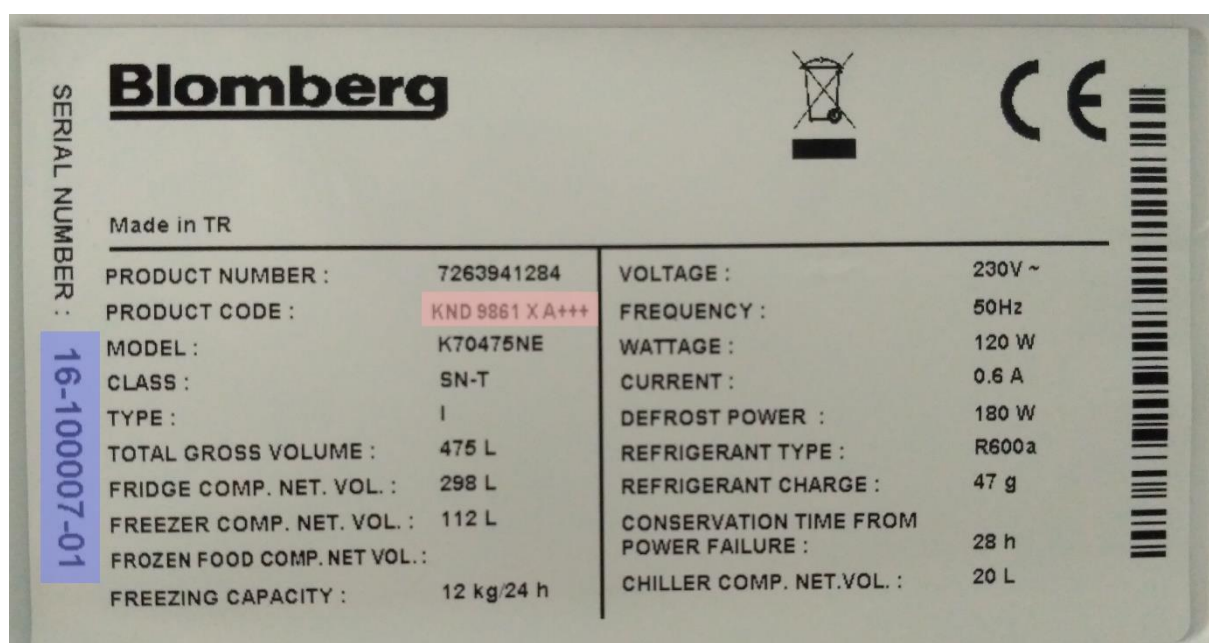 Blomberg
CE
Made in TR
SERIAL NUMBER : 16-100007-01
PRODUCT NUMBER : 7263941284
PRODUCT CODE : KND 9861 X A+++
MODEL : K70475NE
CLASS : SN-T
TYPE : I
TOTAL GROSS VOLUME : 475 L
FRIDGE COMP. NET. VOL. : 298 L
FREEZER COMP. NET. VOL. : 112 L
FROZEN FOOD COMP. NET VOL. :
FREEZING CAPACITY : 12 kg/24 h
VOLTAGE : 230V ~
FREQUENCY : 50Hz
WATTAGE : 120 W
CURRENT : 0.6 A
DEFROST POWER : 180 W
REFRIGERANT TYPE : R600a
REFRIGERANT CHARGE : 47 g
CONSERVATION TIME FROM
POWER FAILURE : 28 h
CHILLER COMP. NET.VOL. : 20 L